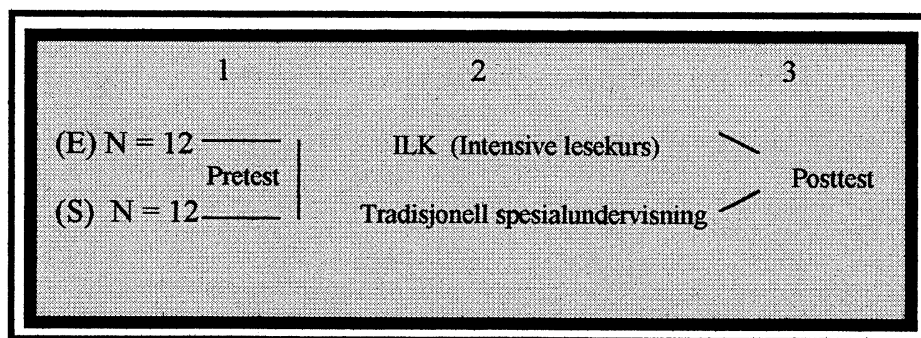 1 2 3
(E) N = 12 ILK (Intensive lesekurs)
Pretest Posttest
(S) N = 12 Tradisjonell spesialundervisning